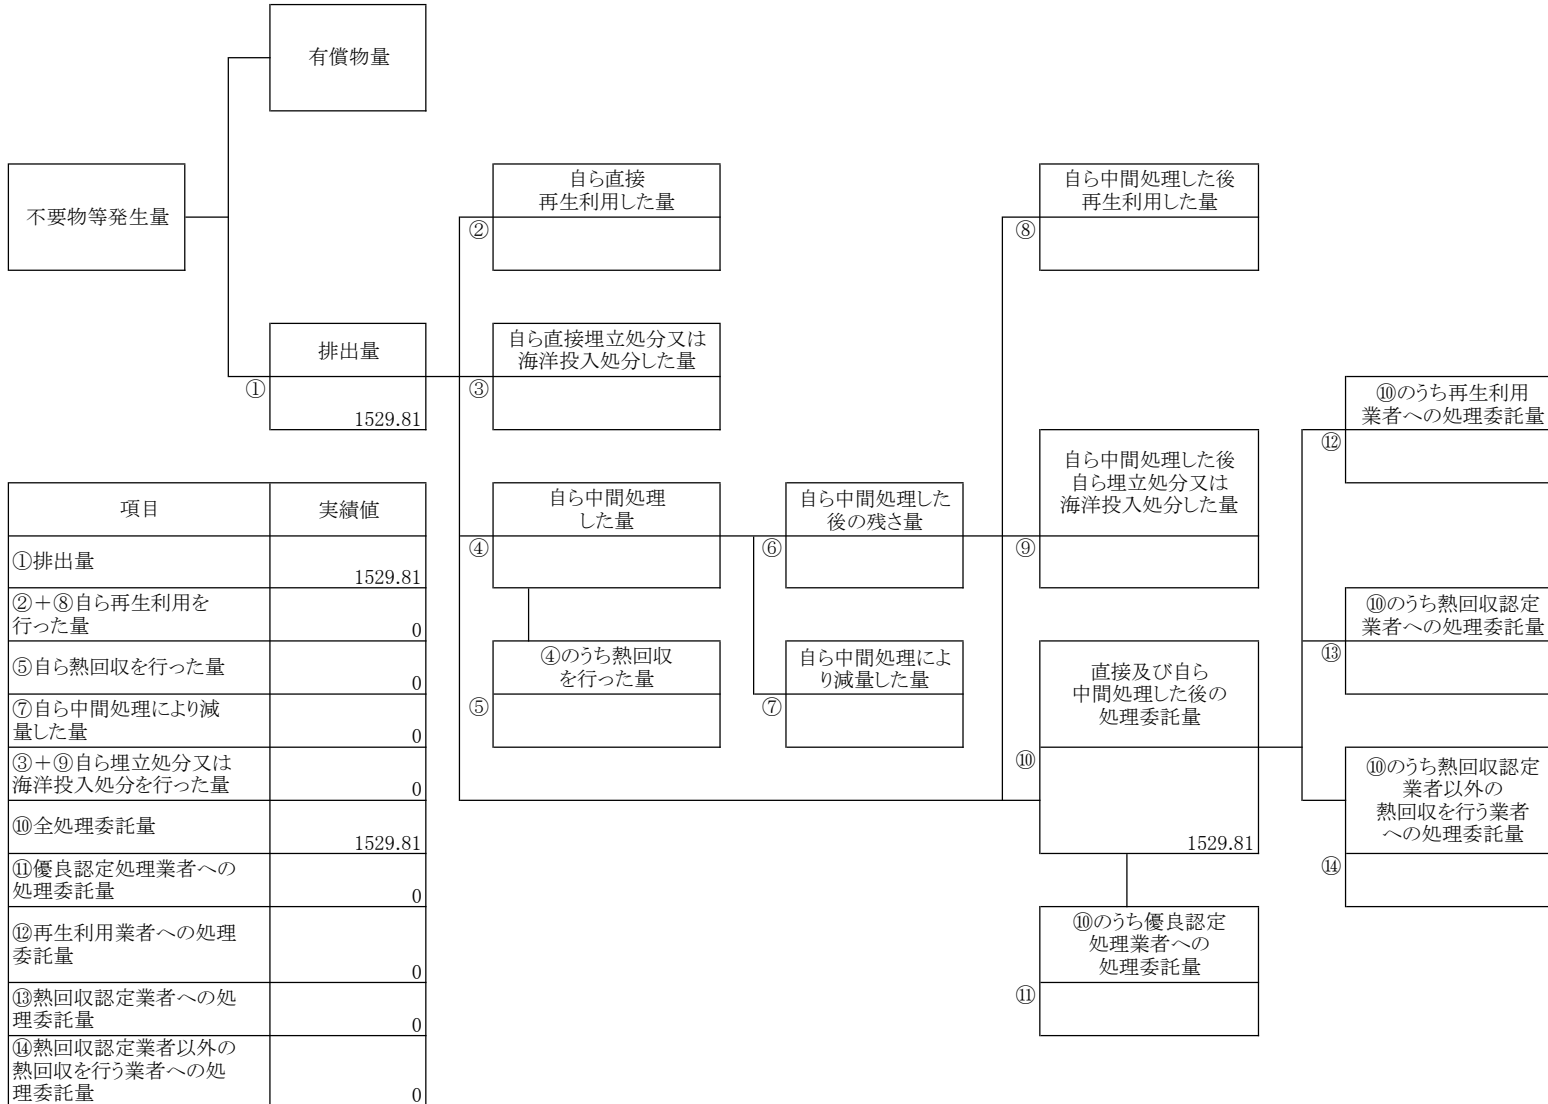 有償物量
不要物等発生量
自ら直接
再生利用した量
②
自ら中間処理した後
再生利用した量
⑧
排出量
①
1529.81
自ら直接埋立処分又は
海洋投入処分した量
③
⑩のうち再生利用
業者への処理委託量
⑫
自ら中間処理した後
自ら埋立処分又は
海洋投入処分した量
⑨
自ら中間処理
した量
④
自ら中間処理した
後の残さ量
⑥
⑩のうち熱回収認定
業者への処理委託量
⑬
④のうち熱回収
を行った量
⑤
自ら中間処理によ
り減量した量
⑦
直接及び自ら
中間処理した後の
処理委託量
⑩
1529.81
⑩のうち熱回収認定
業者以外の
熱回収を行う業者
への処理委託量
⑭
⑩のうち優良認定
処理業者への
処理委託量
⑪
項目 実績値
①排出量 1529.81
②+⑧自ら再生利用を
行った量 0
⑤自ら熱回収を行った量 0
⑦自ら中間処理により減
量した量 0
③+⑨自ら埋立処分又は
海洋投入処分を行った量 0
⑩全処理委託量 1529.81
⑪優良認定処理業者への
処理委託量 0
⑫再生利用業者への処理
委託量 0
⑬熱回収認定業者への処
理委託量 0
⑭熱回収認定業者以外の
熱回収を行う業者への処
理委託量 0